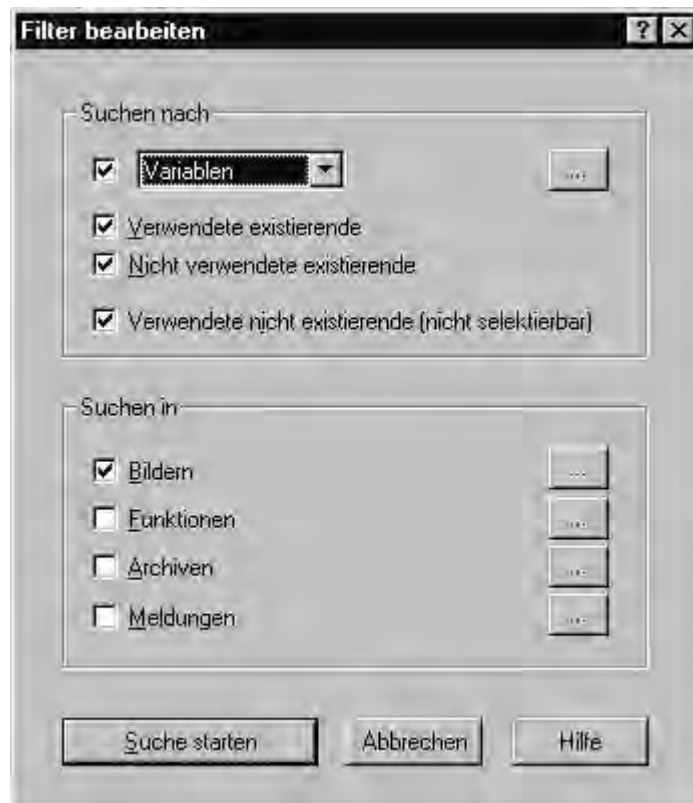 Filter bearbeiten
Suchen nach
Variablen
...
Verwendete existierende
Nicht verwendete existierende
Verwendete nicht existierende (nicht selektierbar)
Suchen in
Bildern
...
Funktionen
...
Archiven
...
Meldungen
...
Suche starten
Abbrechen
Hilfe